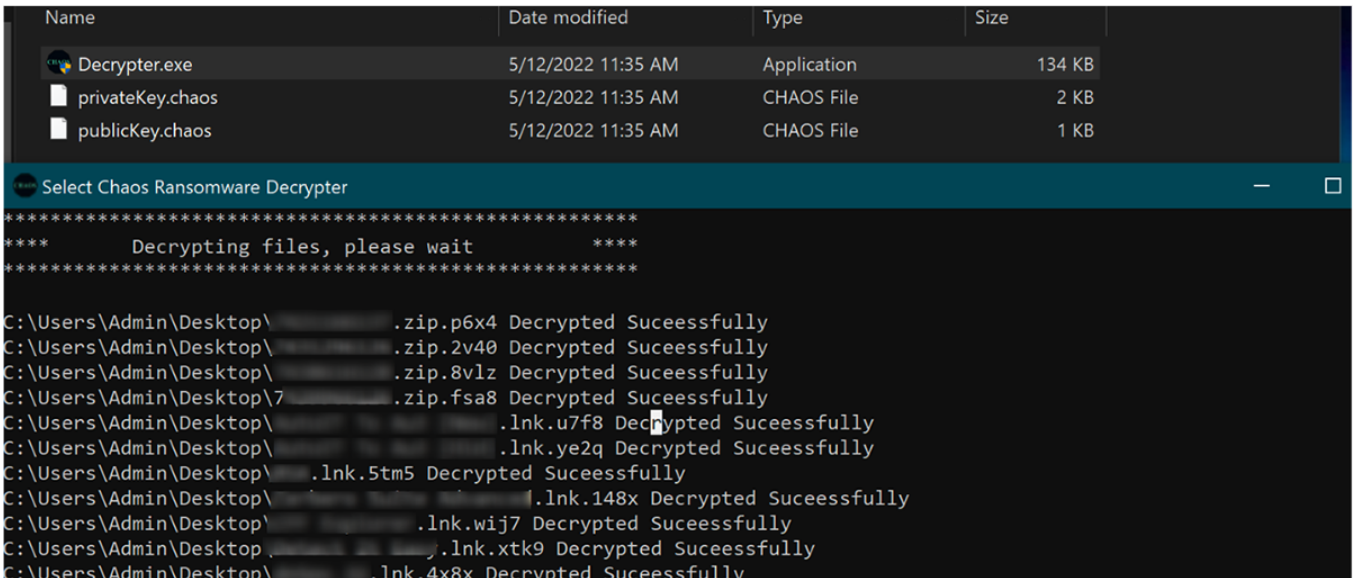 Name Date modified Type Size
Decrypter.exe 5/12/2022 11:35 AM Application 134 KB
privateKey.chaos 5/12/2022 11:35 AM CHAOS File 2 KB
publicKey.chaos 5/12/2022 11:35 AM CHAOS File 1 KB
Select Chaos Ransomware Decrypter
******************************************************
**** Decrypting files, please wait ****
******************************************************
C:\Users\Admin\Desktop\ .zip.p6x4 Decrypted Suceessfully
C:\Users\Admin\Desktop\ .zip.2v40 Decrypted Suceessfully
C:\Users\Admin\Desktop\ .zip.8vlz Decrypted Suceessfully
C:\Users\Admin\Desktop\7 .zip.fsa8 Decrypted Suceessfully
C:\Users\Admin\Desktop\ .lnk.u7f8 Decrypted Suceessfully
C:\Users\Admin\Desktop\ .lnk.ye2q Decrypted Suceessfully
C:\Users\Admin\Desktop\ .lnk.5tm5 Decrypted Suceessfully
C:\Users\Admin\Desktop\ .lnk.148x Decrypted Suceessfully
C:\Users\Admin\Desktop\ .lnk.wij7 Decrypted Suceessfully
C:\Users\Admin\Desktop .lnk.xtk9 Decrypted Suceessfully
C:\Users\Admin\Desktop\ .lnk.4x8x Decrypted Suceessfully